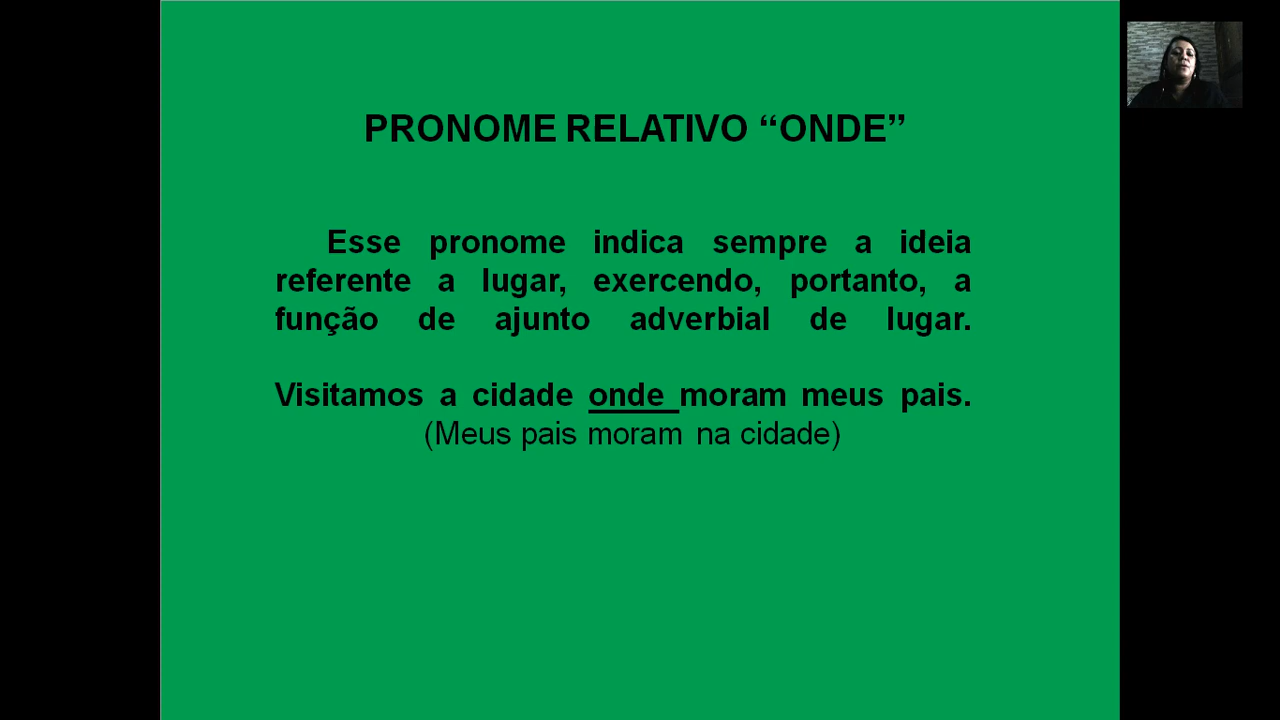 PRONOME RELATIVO “ONDE”
Esse pronome indica sempre a ideia
referente a lugar, exercendo, portanto, a
função de ajunto adverbial de lugar.
Visitamos a cidade onde moram meus pais.
(Meus pais moram na cidade)